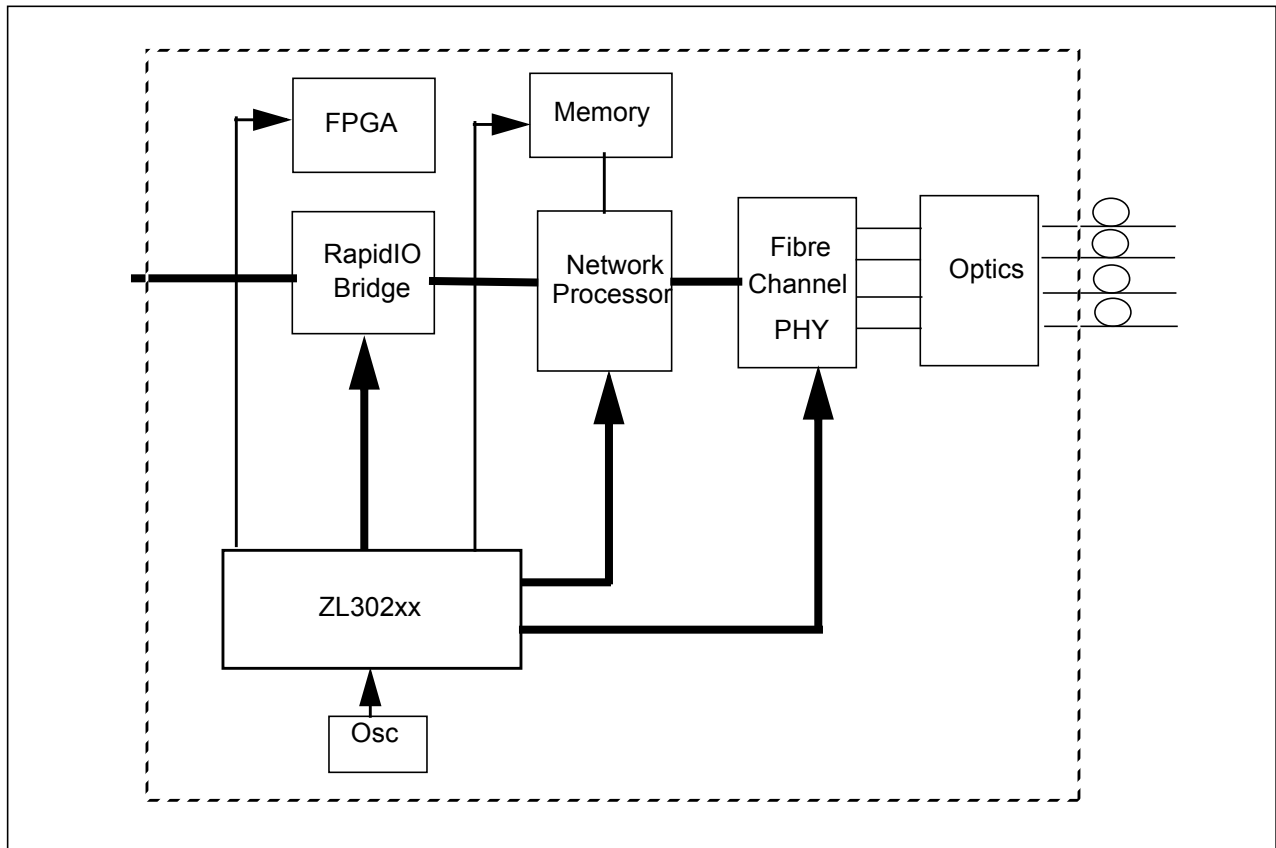 FPGA
Memory
RapidIO
Bridge
Network
Processor
Fibre
Channel
PHY
Optics
ZL302xx
Osc